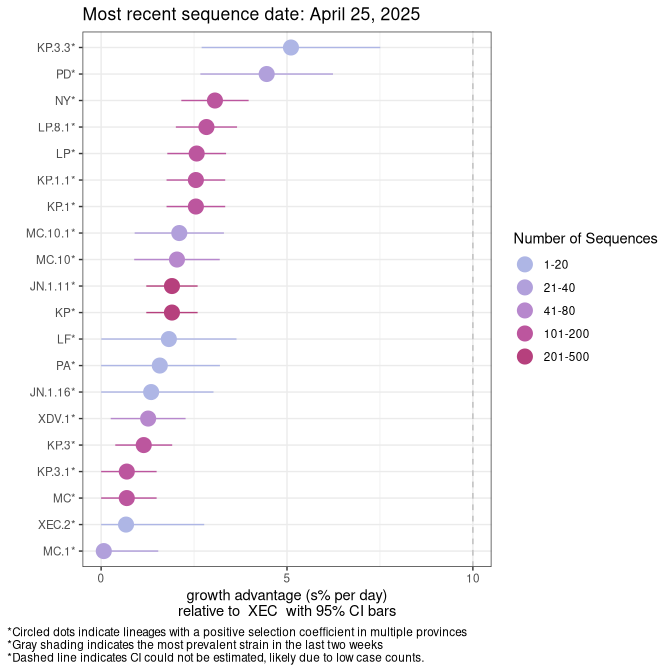 Most recent sequence date: April 25, 2025
KP.3.3*
PD*
NY*
LP.8.1*
LP*
KP.1.1*
KP.1*
MC.10.1*
MC.10*
JN.1.11*
KP*
LF*
PA*
JN.1.16*
XDV.1*
KP.3*
KP.3.1*
MC*
XEC.2*
MC.1*
0 5 10
growth advantage (s% per day)
relative to XEC with 95% CI bars
Number of Sequences
1-20
21-40
41-80
101-200
201-500
*Circled dots indicate lineages with a positive selection coefficient in multiple provinces
*Gray shading indicates the most prevalent strain in the last two weeks
*Dashed line indicates CI could not be estimated, likely due to low case counts.